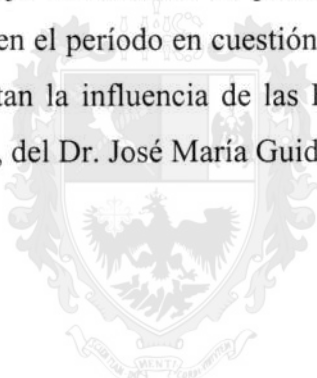 en el período en cuestión
tan la influencia de las
, del Dr. José María Guid